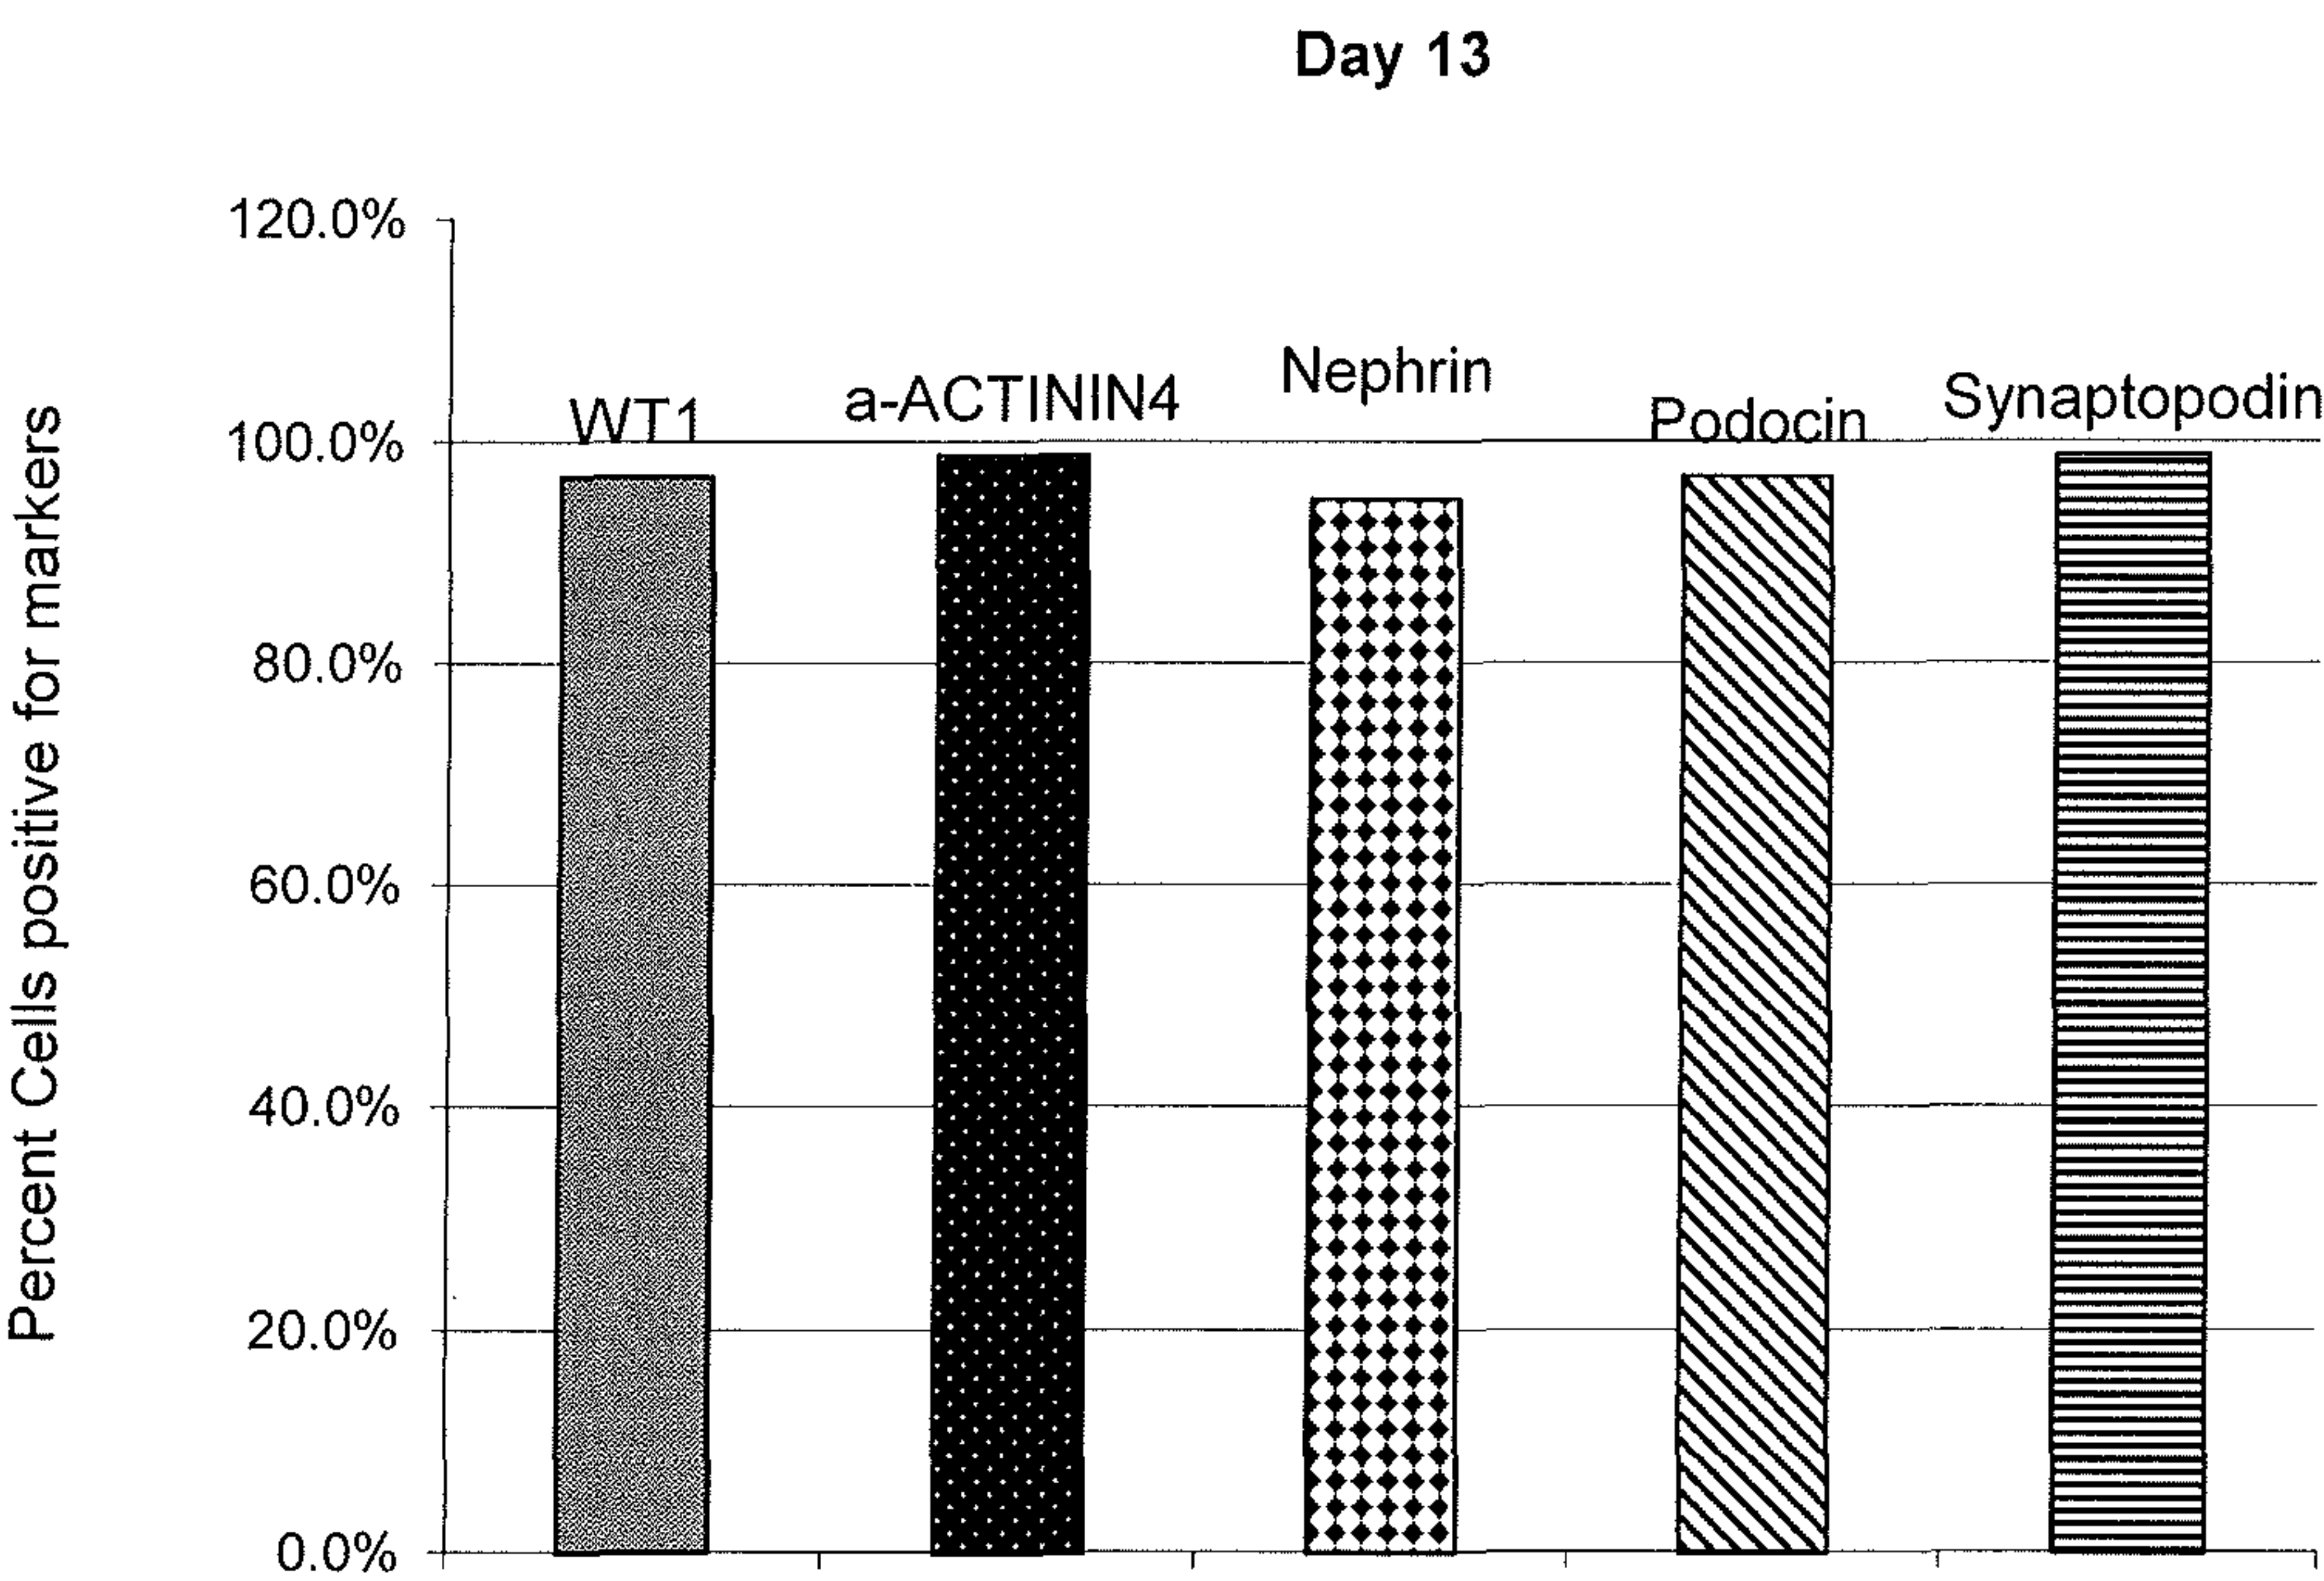 Day 13
120.0%
100.0%
80.0%
60.0%
40.0%
20.0%
0.0%
Percent Cells positive for markers
WT1
a-ACTININ4
Nephrin
Podocin
Synaptopodin